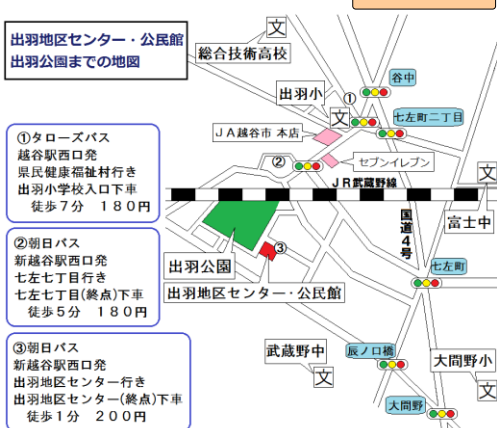 出羽地区センター・公民館
出羽公園までの地図
文
総合技術高校
谷中
出羽小
①
文
七左町二丁目
JA越谷市 本店
②
セブンイレブン
JR武蔵野線
文
富士中
国道4号
①タローズバス
越谷駅西口発
県民健康福祉村行き
出羽小学校入口下車
徒歩7分 180円
②朝日バス
新越谷駅西口発
七左七丁目行き
七左七丁目(終点)下車
徒歩5分 180円
③朝日バス
新越谷駅西口発
出羽地区センター行き
出羽地区センター(終点)下車
徒歩1分 200円
③
出羽公園
七左町
出羽地区センター・公民館
武蔵野中
文
辰ノ口橋
大間野小
文
大間野